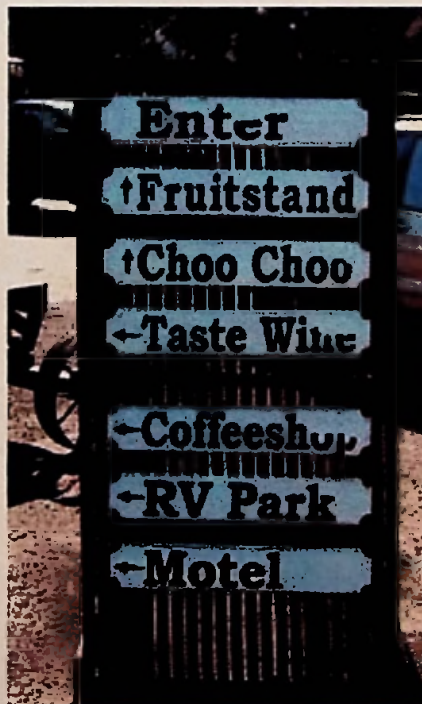 Enter
↑Fruitstand
↑Choo Choo
←Taste Wine
←Coffeeshop
←RV Park
←Motel